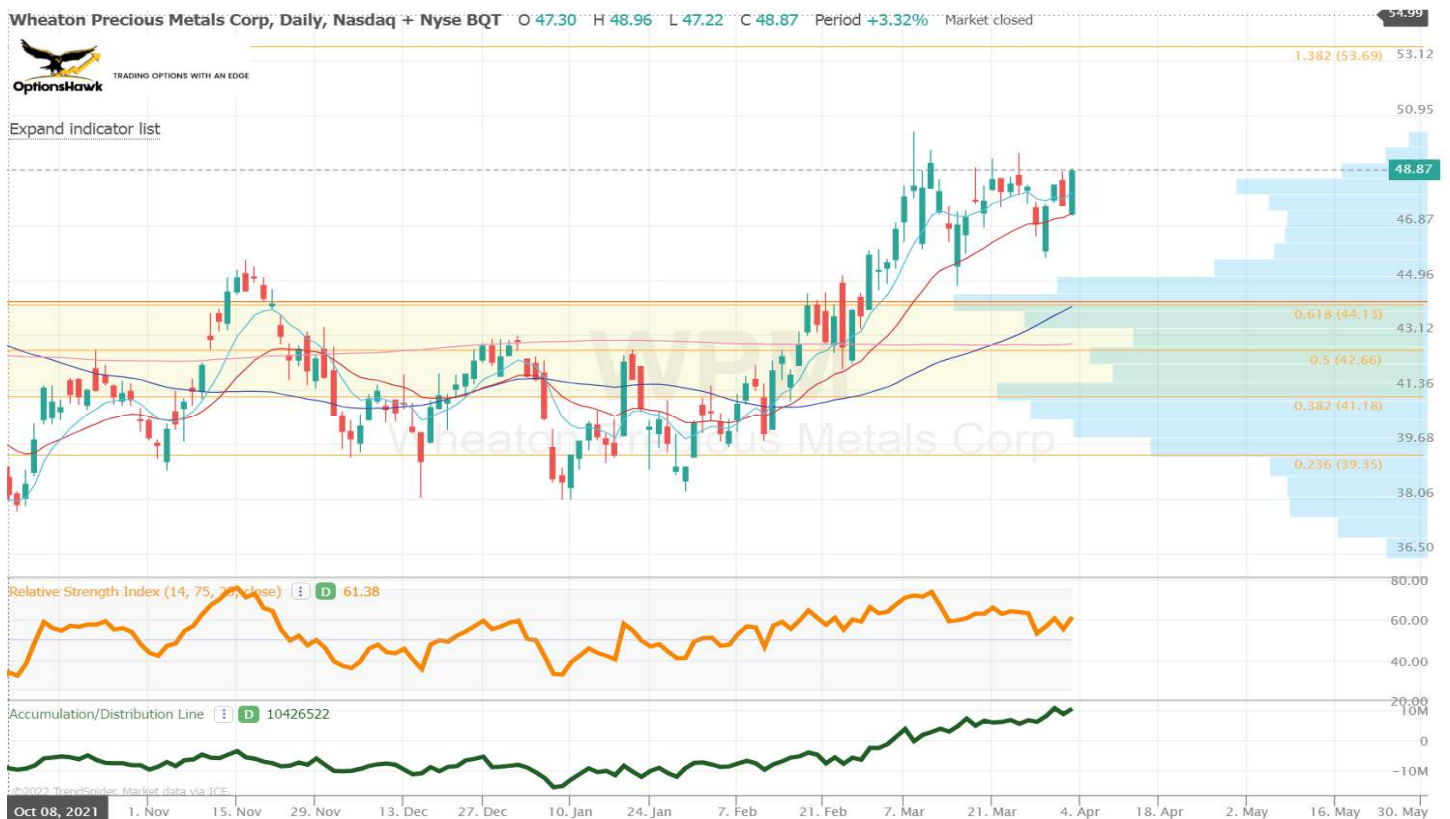 Wheaton Precious Metals Corp, Daily, Nasdaq + Nyse BQT O 47.30 H 48.96 L 47.22 C 48.87 Period +3.32% Market closed
54.99
OptionsHawk
TRADING OPTIONS WITH AN EDGE
1.382 (53.69)
53.12
50.95
Expand indicator list
48.87
46.87
44.96
0.618 (44.13)
43.12
WPM
0.5 (42.66)
41.36
0.382 (41.18)
Wheaton Precious Metals Corp
39.68
0.236 (39.35)
38.06
36.50
80.00
Relative Strength Index (14, 75, 25, close) D 61.38
60.00
40.00
20.00
Accumulation/Distribution Line D 10426522
10M
0
-10M
©2022 TrendSpider. Market data via ICE.
Oct 08, 2021 1. Nov 15. Nov 29. Nov 13. Dec 27. Dec 10. Jan 24. Jan 7. Feb 21. Feb 7. Mar 21. Mar 4. Apr 18. Apr 2. May 16. May 30. May